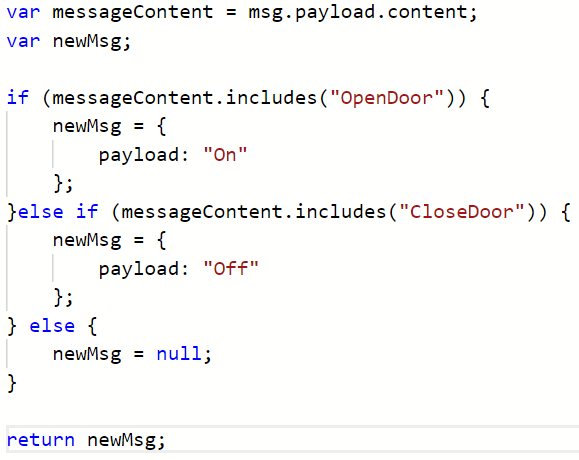 var messageContent = msg.payload.content;
var newMsg;

if (messageContent.includes("OpenDoor")) {
    newMsg = {
        payload: "On"
    };
}else if (messageContent.includes("CloseDoor")) {
    newMsg = {
        payload: "Off"
    };
} else {
    newMsg = null;
}

return newMsg;